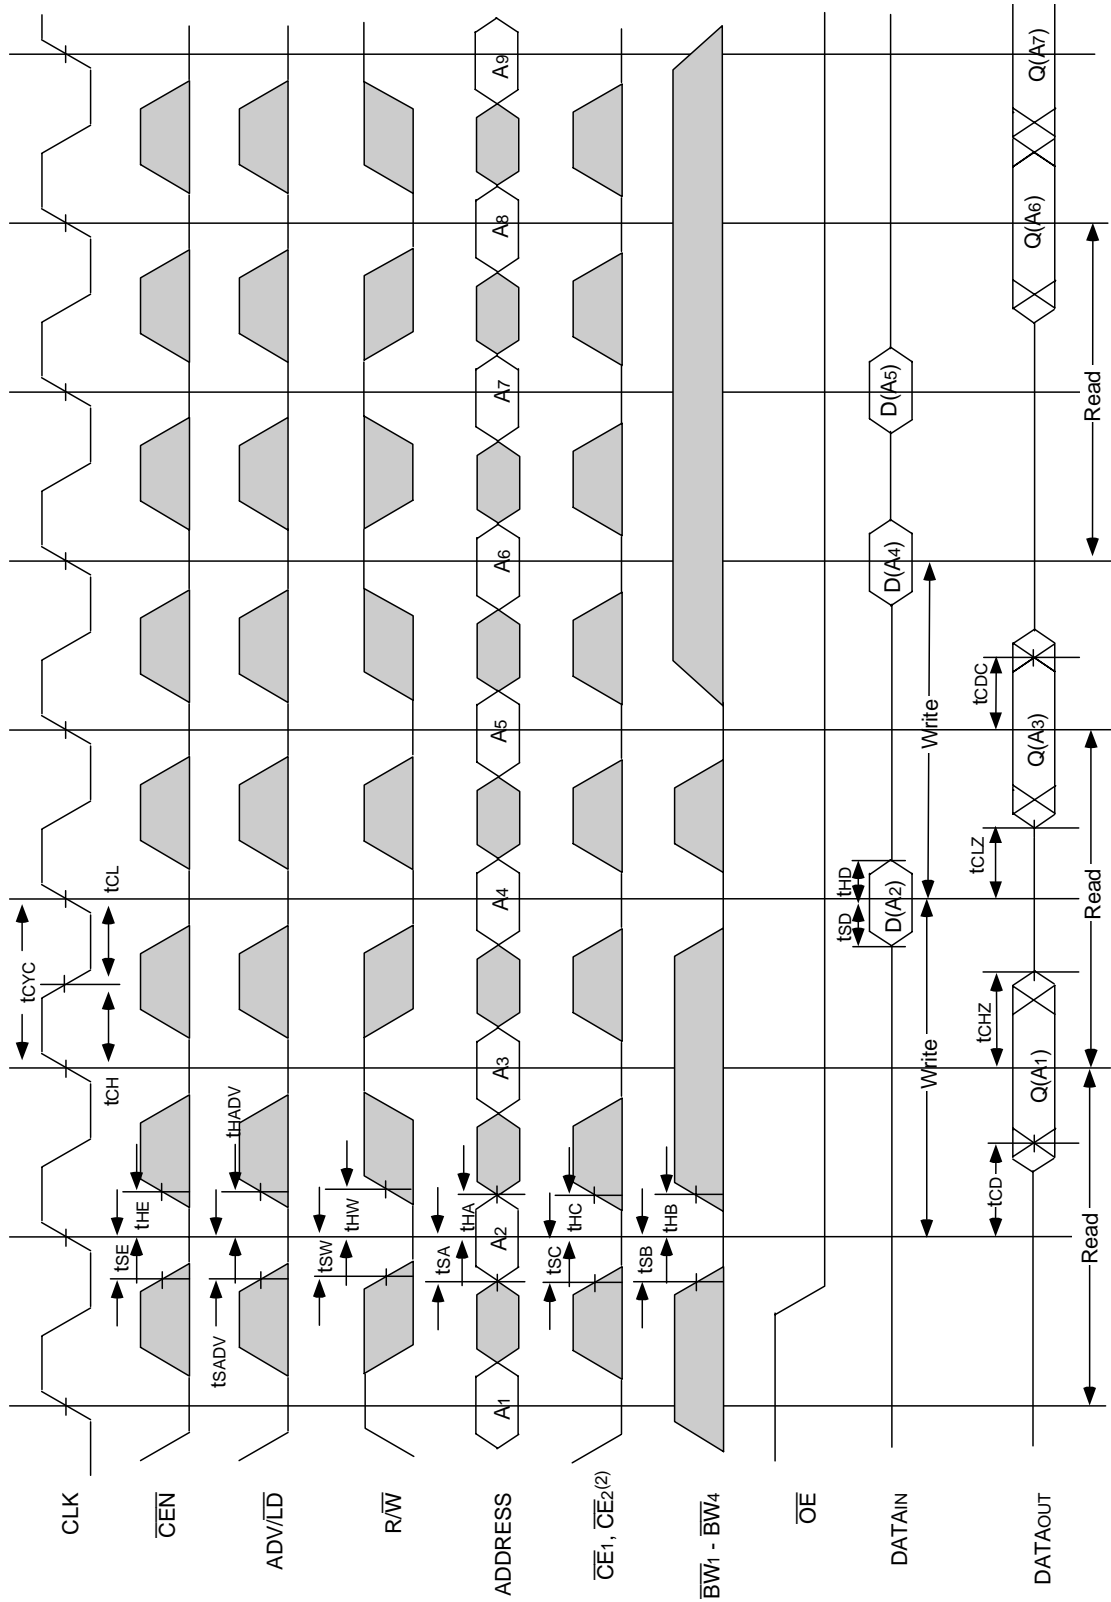 CLK
tCYC
tCH
tCL
CEN
tSE
tHE
ADV/LD
tSADV
tHADV
R/W
tSW
tHW
ADDRESS
A1
A2
A3
A4
A5
A6
A7
A8
A9
tSA
tHA
CE1, CE2(2)
tSC
tHC
BW1 - BW4
tSB
tHB
OE
DATAIN
D(A2)
D(A4)
D(A5)
tSD
tHD
Write
Write
DATAOUT
tCD
tCHZ
tCLZ
tCDC
Q(A1)
Q(A3)
Q(A6)
Q(A7)
Read
Read
Read